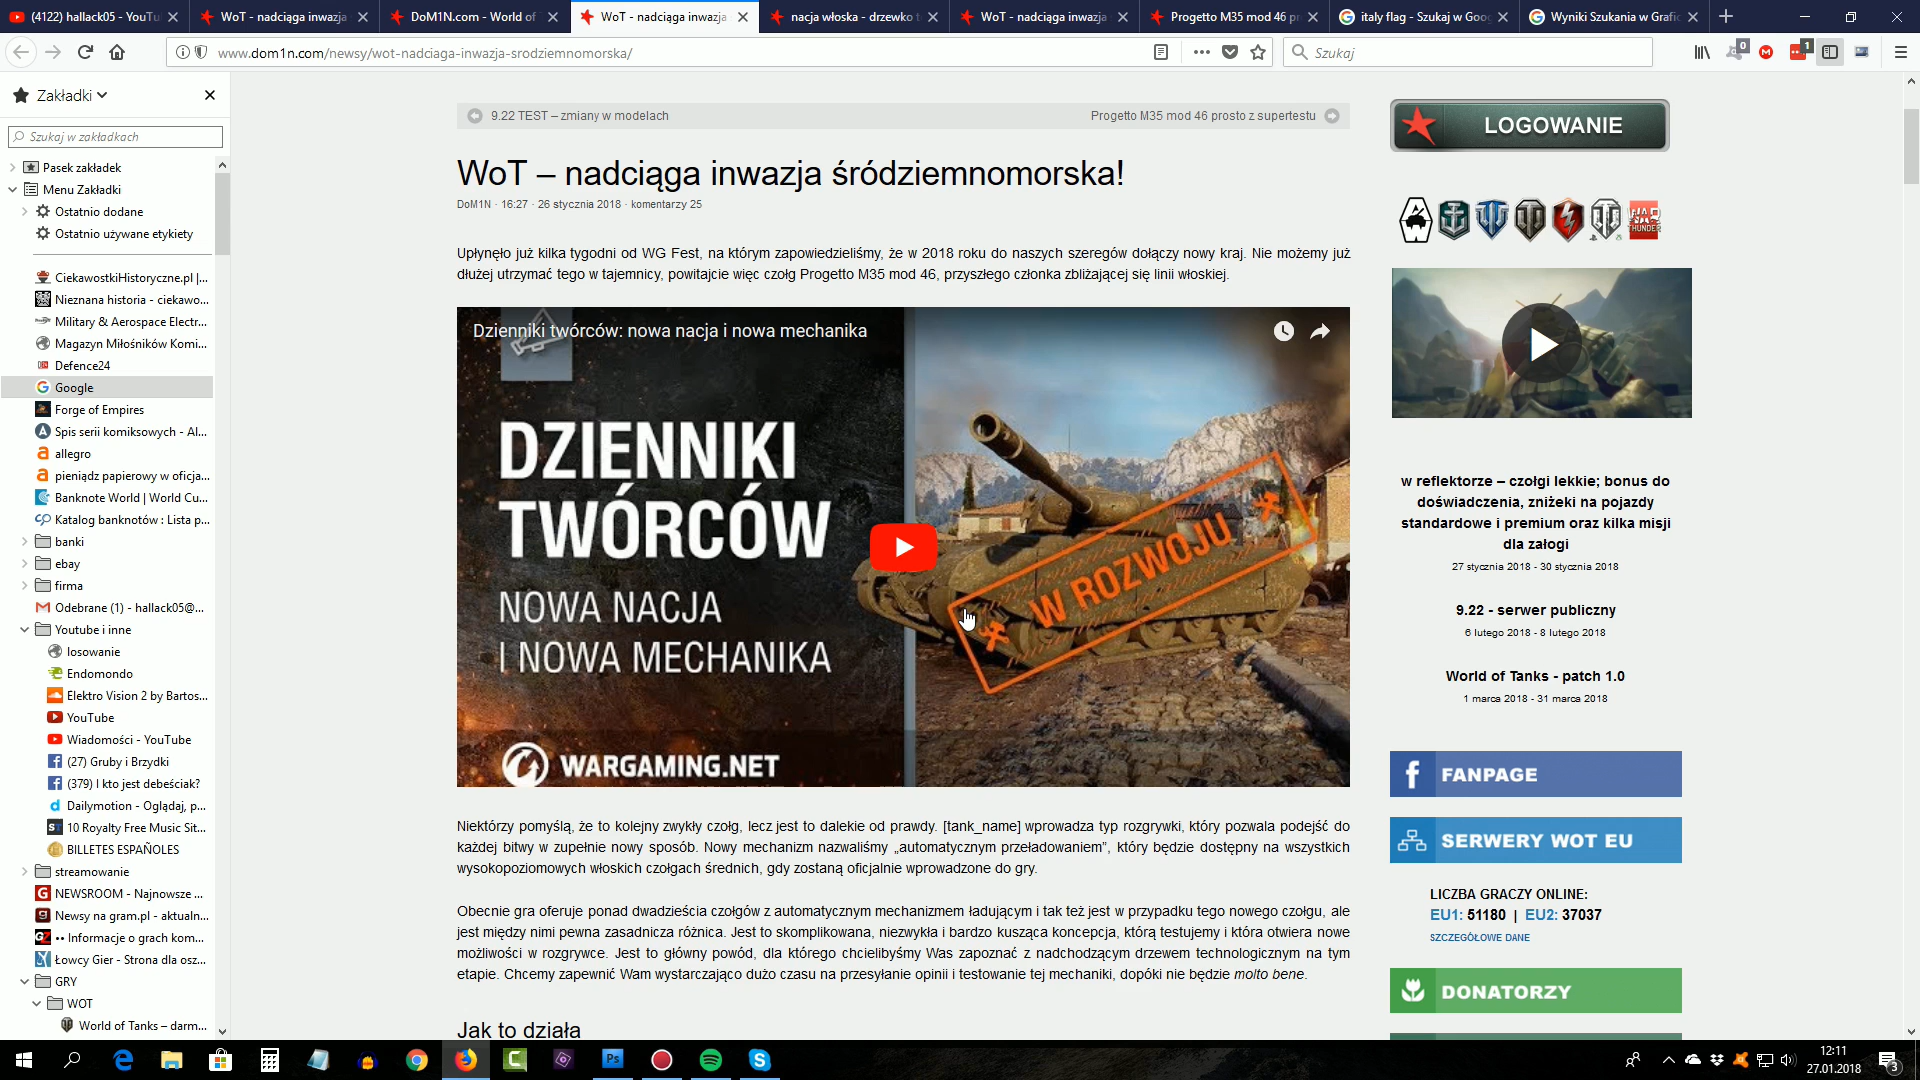 (4122) hallack05 - YouTu
WoT - nadciąga inwazja
DoM1N.com - World of
WoT - nadciąga inwazja
nacja włoska - drzewko t
WoT - nadciąga inwazja
Progetto M35 mod 46 pr
italy flag - Szukaj w Goog
Wyniki Szukania w Grafic
www.dom1n.com/newsy/wot-nadciaga-inwazja-srodziemnomorska/
Szukaj
0
1
Zakładki
Szukaj w zakładkach
Pasek zakładek
Menu Zakładki
Ostatnio dodane
Ostatnio używane etykiety
CiekawostkiHistoryczne.pl |...
Nieznana historia - ciekawo...
Military & Aerospace Electr...
Magazyn Miłośników Komi...
Defence24
Google
Forge of Empires
Spis serii komiksowych - Al...
allegro
pieniądz papierowy w oficja...
Banknote World | World Cu...
Katalog banknotów : Lista p...
banki
ebay
firma
Odebrane (1) - hallack05@...
Youtube i inne
losowanie
Endomondo
Elektro Vision 2 by Bartos...
YouTube
Wiadomości - YouTube
(27) Gruby i Brzydki
(379) I kto jest debeściak?
Dailymotion - Oglądaj, p...
10 Royalty Free Music Sit...
BILLETES ESPAÑOLES
streamowanie
NEWSROOM - Najnowsze ...
Newsy na gram.pl - aktualn...
•• Informacje o grach kom...
Łowcy Gier - Strona dla osz...
GRY
WOT
World of Tanks – darm...
9.22 TEST – zmiany w modelach
Progetto M35 mod 46 prosto z supertestu
WoT – nadciąga inwazja śródziemnomorska!
DoM1N · 16:27 · 26 stycznia 2018 · komentarzy 25
Upłynęło już kilka tygodni od WG Fest, na którym zapowiedzieliśmy, że w 2018 roku do naszych szeregów dołączy nowy kraj. Nie możemy już
dłużej utrzymać tego w tajemnicy, powitajcie więc czołg Progetto M35 mod 46, przyszłego członka zbliżającej się linii włoskiej.
Dzienniki twórców: nowa nacja i nowa mechanika
DZIENNIKI
TWÓRCÓW
NOWA NACJA
I NOWA MECHANIKA
W ROZWOJU
WARGAMING.NET
Niektórzy pomyślą, że to kolejny zwykły czołg, lecz jest to dalekie od prawdy. [tank_name] wprowadza typ rozgrywki, który pozwala podejść do
każdej bitwy w zupełnie nowy sposób. Nowy mechanizm nazwaliśmy „automatycznym przeładowaniem”, który będzie dostępny na wszystkich
wysokopoziomowych włoskich czołgach średnich, gdy zostaną oficjalnie wprowadzone do gry.
Obecnie gra oferuje ponad dwadzieścia czołgów z automatycznym mechanizmem ładującym i tak też jest w przypadku tego nowego czołgu, ale
jest między nimi pewna zasadnicza różnica. Jest to skomplikowana, niezwykła i bardzo kusząca koncepcja, którą testujemy i która otwiera nowe
możliwości w rozgrywce. Jest to główny powód, dla którego chcielibyśmy Was zapoznać z nadchodzącym drzewem technologicznym na tym
etapie. Chcemy zapewnić Wam wystarczająco dużo czasu na przesyłanie opinii i testowanie tej mechaniki, dopóki nie będzie molto bene.
Jak to działa
LOGOWANIE
WAR
THUNDER
w reflektorze – czołgi lekkie; bonus do
doświadczenia, zniżeki na pojazdy
standardowe i premium oraz kilka misji
dla załogi
27 stycznia 2018 - 30 stycznia 2018
9.22 - serwer publiczny
6 lutego 2018 - 8 lutego 2018
World of Tanks - patch 1.0
1 marca 2018 - 31 marca 2018
FANPAGE
SERWERY WOT EU
LICZBA GRACZY ONLINE:
EU1: 51180 | EU2: 37037
SZCZEGÓŁOWE DANE
DONATORZY
Ps
12:11
27.01.2018
3